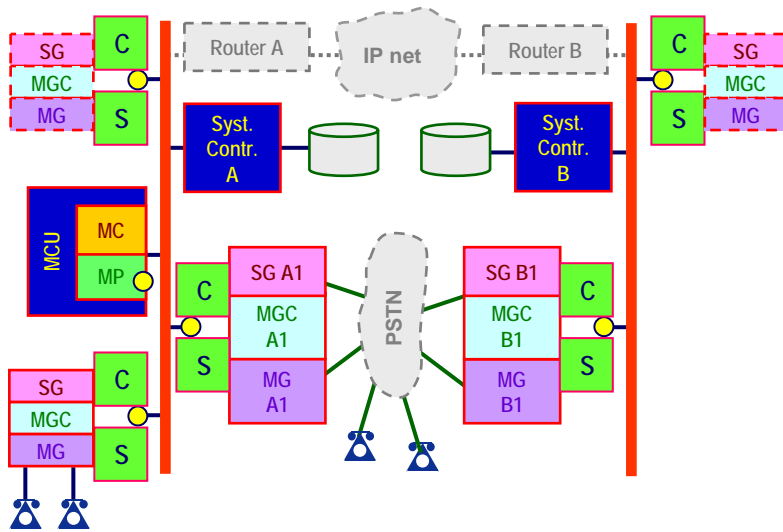 SG
MGC
MG
C
S
Router A
IP net
Router B
C
S
SG
MGC
MG
Syst.
Contr.
A
Syst.
Contr.
B
MCU
MC
MP
C
S
SG A1
MGC
A1
MG
A1
PSTN
SG B1
MGC
B1
MG
B1
C
S
SG
MGC
MG
C
S